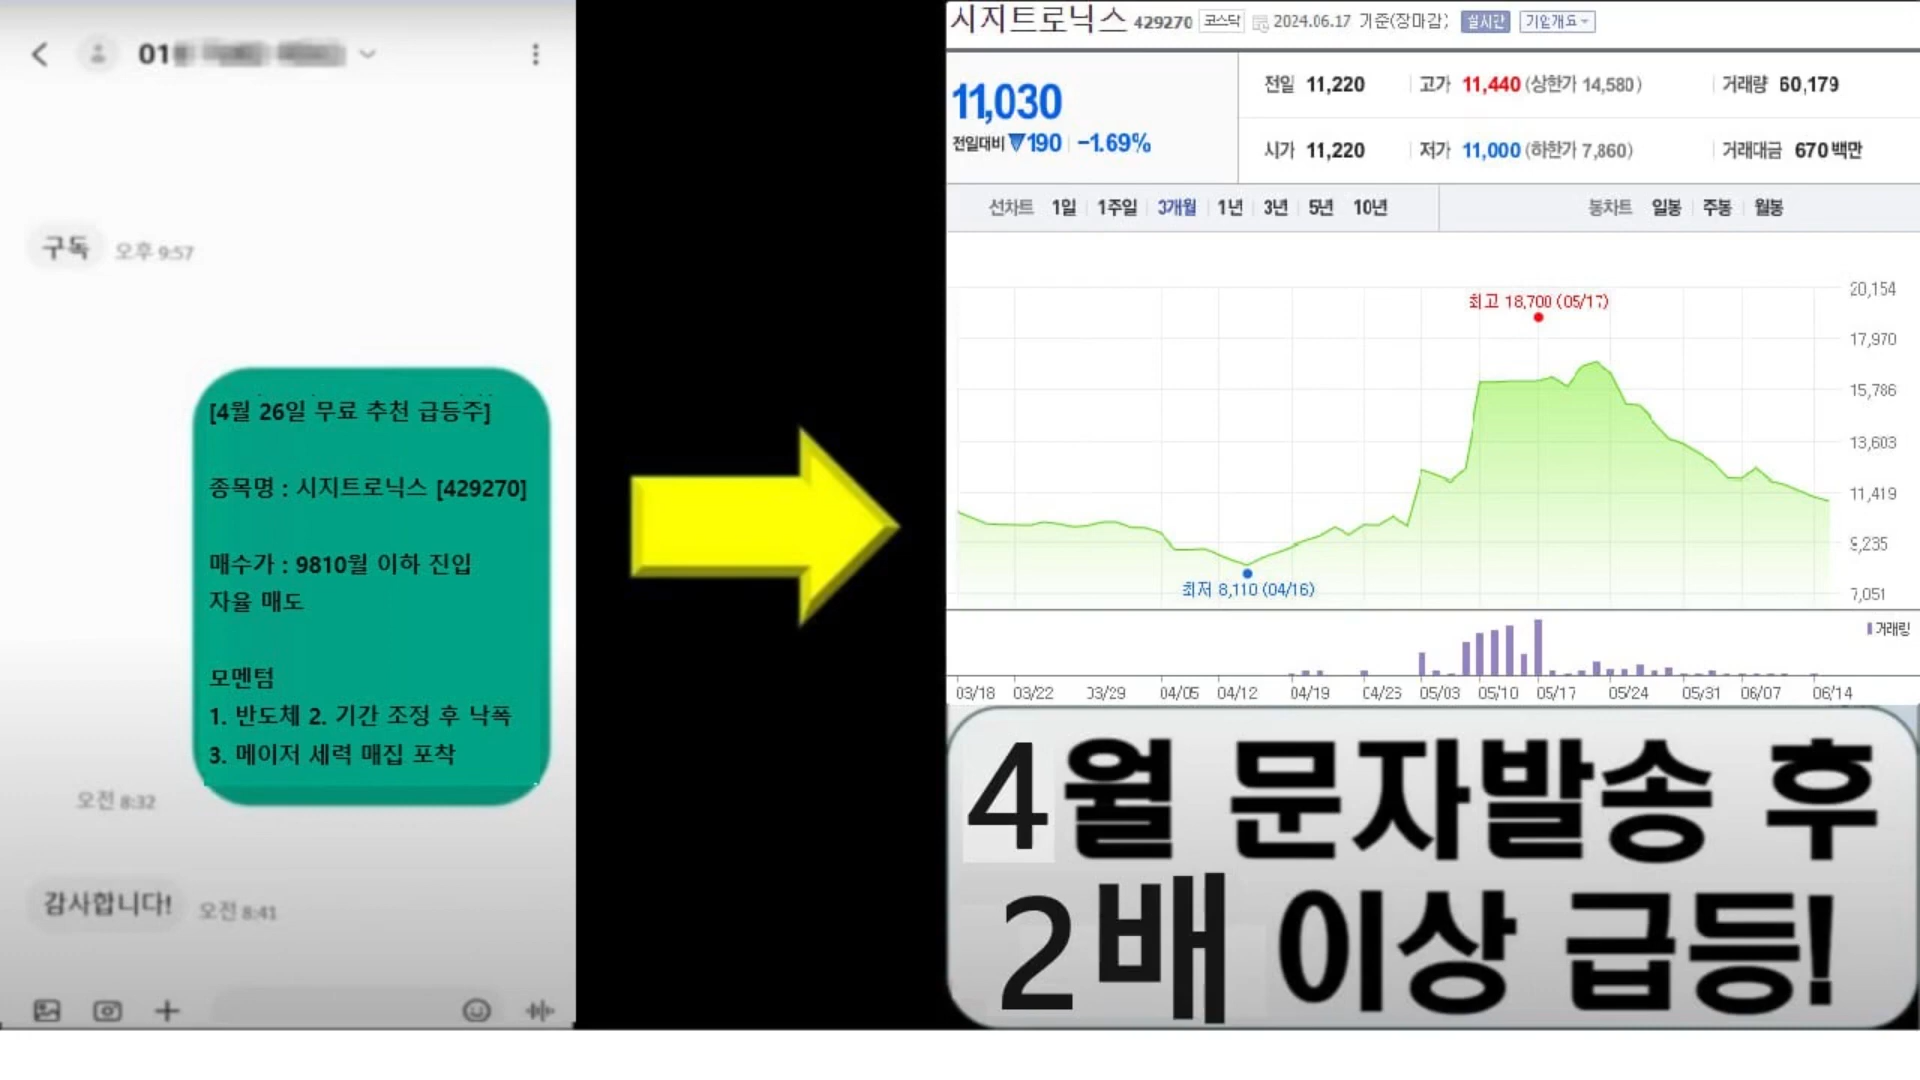 01
구독
오후 9:57
[4월 26일 무료 추천 급등주]
종목명 : 시지트로닉스 [429270]
매수가 : 9810월 이하 진입
자율 매도
모멘텀
1. 반도체 2. 기간 조정 후 낙폭
3. 메이저 세력 매집 포착
오전 8:32
감사합니다!
오전 8:41
시지트로닉스 429270 코스닥 2024.06.17 기준(장마감) 실시간 기업개요
11,030
전일대비 ▼190 -1.69%
전일 11,220 고가 11,440 (상한가 14,580) 거래량 60,179
시가 11,220 저가 11,000 (하한가 7,860) 거래대금 670 백만
선차트 1일 1주일 3개월 1년 3년 5년 10년 봉차트 일봉 주봉 월봉
최고 18,700 (05/17)
최저 8,110 (04/16)
20,154
17,970
15,786
13,603
11,419
9,235
7,051
거래량
03/18 03/22 03/29 04/05 04/12 04/19 04/25 05/03 05/10 05/17 05/24 05/31 06/07 06/14
4월 문자발송 후
2배 이상 급등!